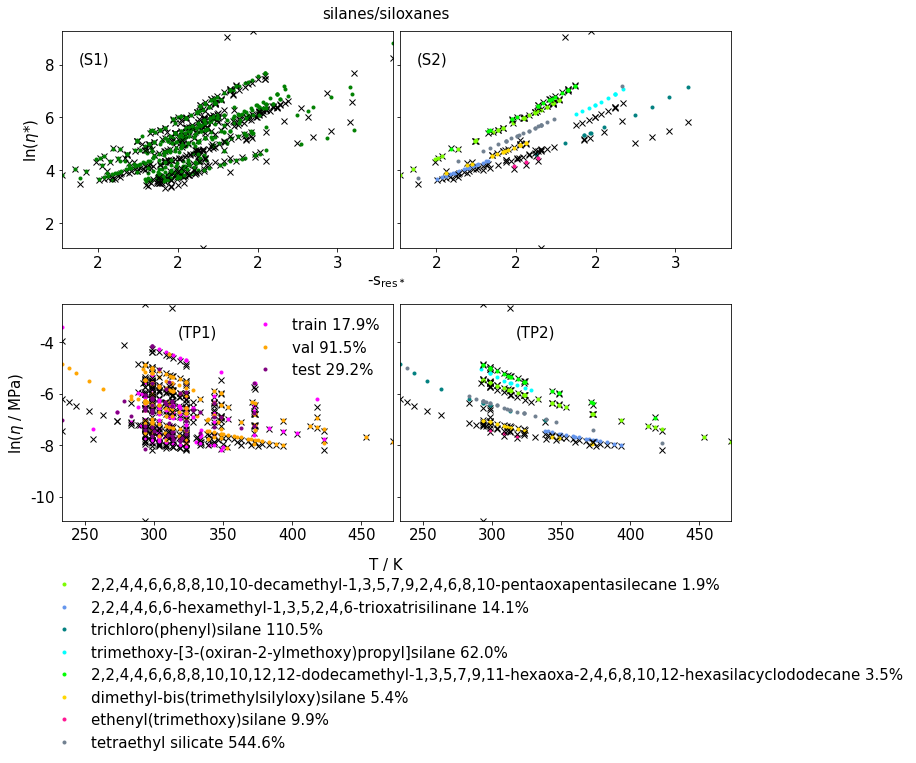 silanes/siloxanes
(S1)
(S2)
8
6
4
2
ln(η*)
2 2 2 3
2 2 2 3
-s_res*
(TP1)
(TP2)
train 17.9%
val 91.5%
test 29.2%
-4
-6
-8
-10
ln(η / MPa)
250 300 350 400 450
250 300 350 400 450
T / K
2,2,4,4,6,6,8,8,10,10-decamethyl-1,3,5,7,9,2,4,6,8,10-pentaoxapentasilecane 1.9%
2,2,4,4,6,6-hexamethyl-1,3,5,2,4,6-trioxatrisilinane 14.1%
trichloro(phenyl)silane 110.5%
trimethoxy-[3-(oxiran-2-ylmethoxy)propyl]silane 62.0%
2,2,4,4,6,6,8,8,10,10,12,12-dodecamethyl-1,3,5,7,9,11-hexaoxa-2,4,6,8,10,12-hexasilacyclododecane 3.5%
dimethyl-bis(trimethylsilyloxy)silane 5.4%
ethenyl(trimethoxy)silane 9.9%
tetraethyl silicate 544.6%